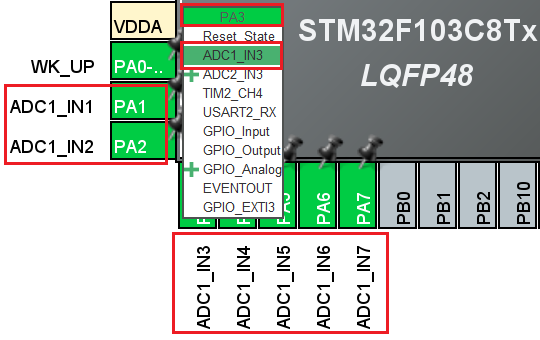 VDDA
PA3
STM32F103C8Tx
LQFP48
Reset_State
ADC1_IN3
ADC2_IN3
TIM2_CH4
USART2_RX
GPIO_Input
GPIO_Output
GPIO_Analog
EVENTOUT
GPIO_EXTI3
WK_UP PA0-..
ADC1_IN1 PA1
ADC1_IN2 PA2
PA6
PA7
PB0
PB1
PB2
PB10
ADC1_IN3
ADC1_IN4
ADC1_IN5
ADC1_IN6
ADC1_IN7